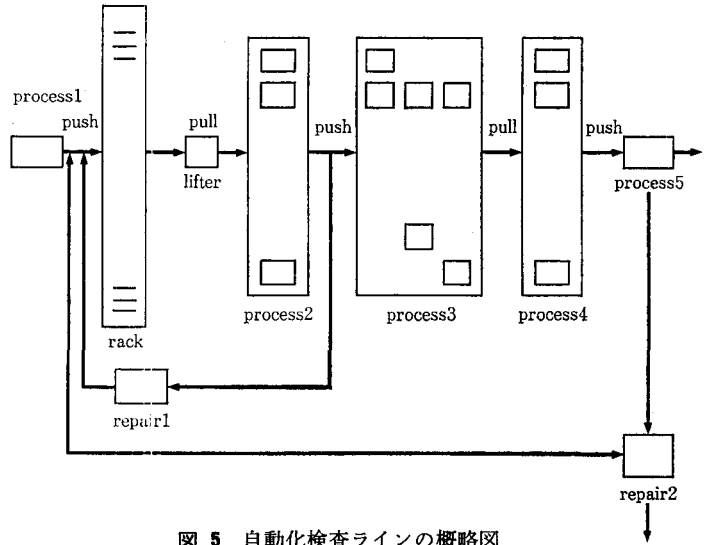 process1
push
pull
push
pull
push
lifter
process5
process2
process3
process4
rack
repair1
repair2
図 5 自動化検査ラインの概略図